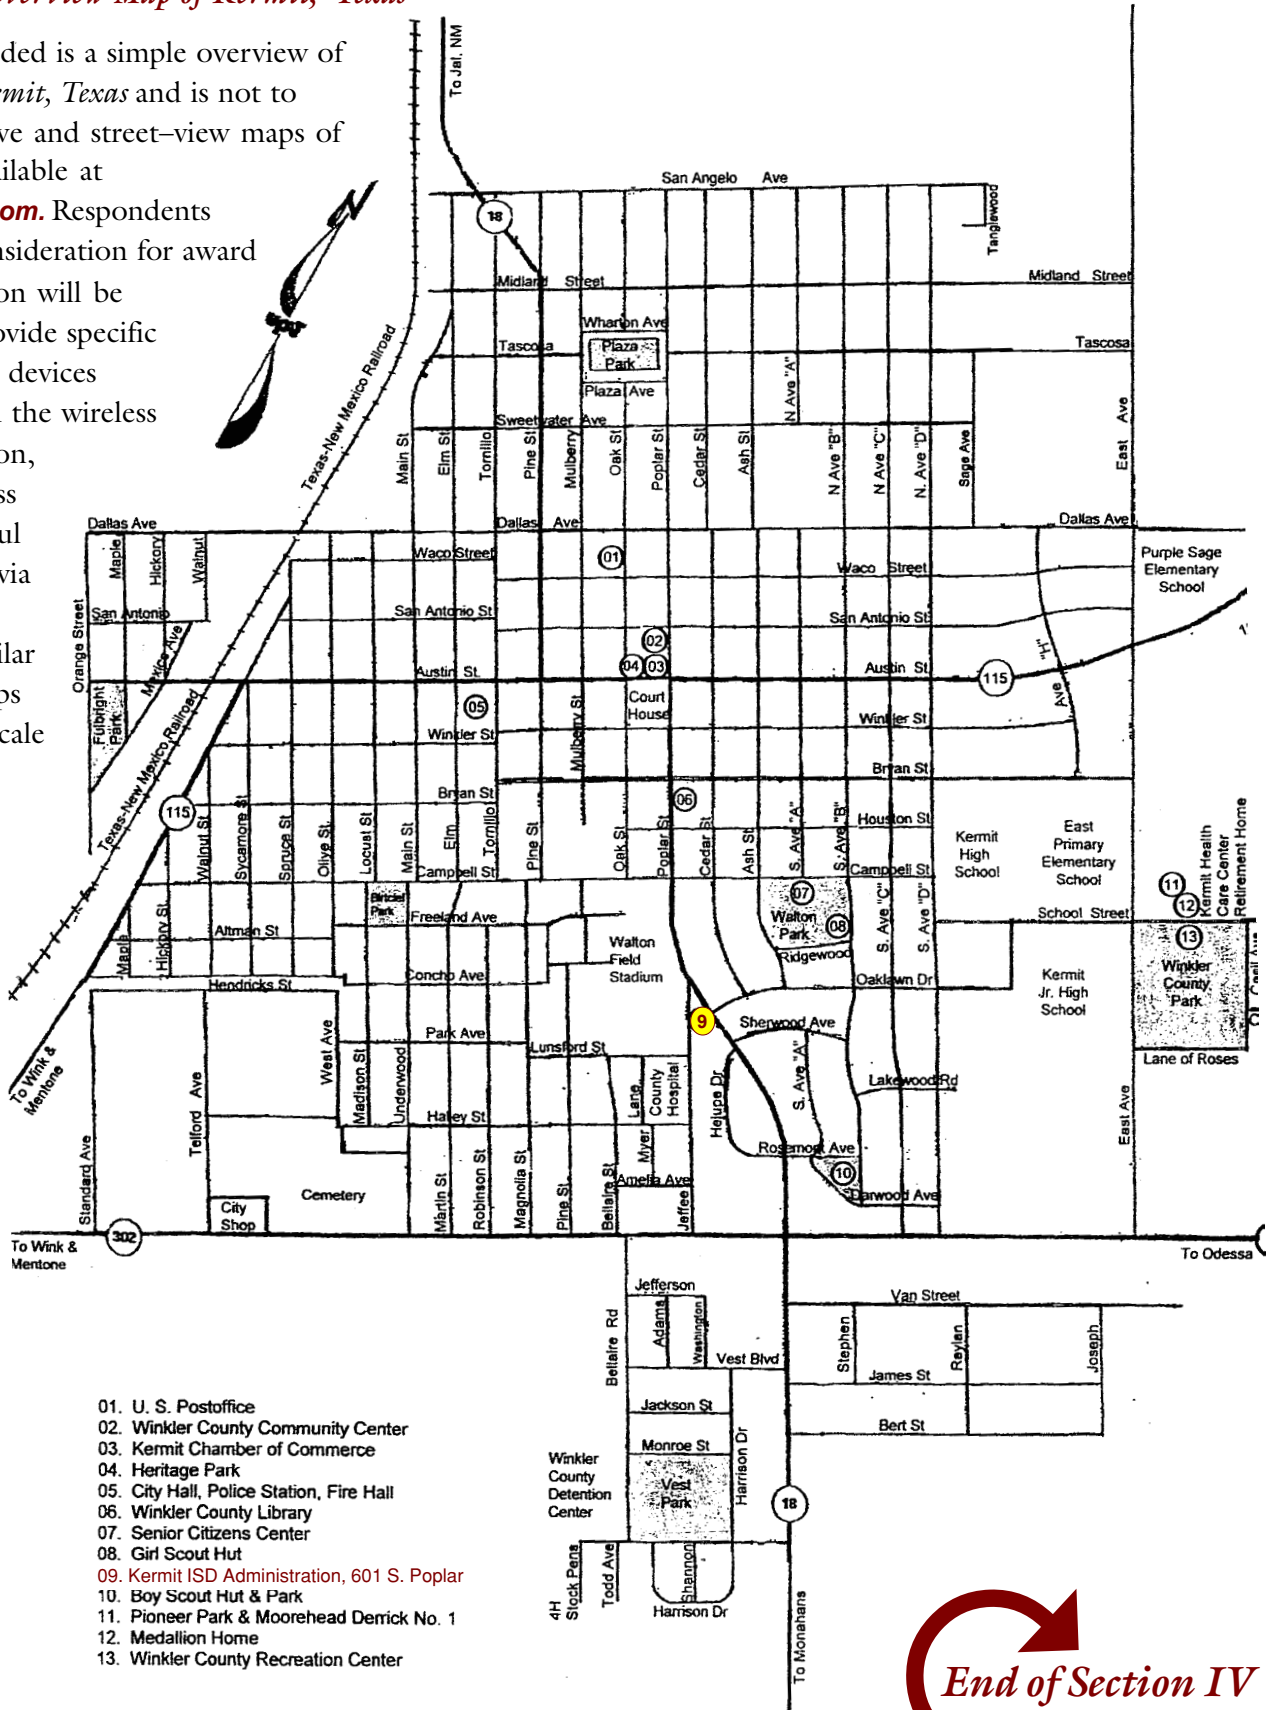 Overview Map of Kermit, Texas
ded is a simple overview of
rmit, Texas and is not to
ve and street–view maps of
ilable at
om. Respondents
nsideration for award
on will be
ovide specific
devices
the wireless
on,
ss
ul
via
ilar
ps
cale
To Jal, NM
San Angelo Ave
Tanglewood
18
Midland Street
Midland Street
Wharton Ave
Tascosa
Plaza
Park
Tascosa
Plaza Ave
N Ave "A"
Sweetwater Ave
Texas-New Mexico Railroad
Main St
Elm St
Tornillo
Pine St
Mulberry
Oak St
Poplar St
Cedar St
Ash St
N Ave "B"
N Ave "C"
N. Ave "D"
Sage Ave
East Ave
Dallas Ave
Dallas Ave
Dallas Ave
Maple
Hickory
Walnut
Waco Street
01
Waco Street
Purple Sage
Elementary
School
Orange Street
San Antonio
San Antonio St
San Antonio St
Mexico Ave
02
04
03
Austin St.
Austin St
115
Ave "H"
Fulbright
Park
05
Court
House
Mulberry St
Winkler St
Winkler St
Texas-New Mexico Railroad
Bryan St
Bryan St
115
06
Houston St
Walnut St
Sycamore St
Spruce St
Olive St.
Locust St
Main St
Elm
Tornillo
Pine St
Oak St
Poplar St
Cedar St
Ash St
S. Ave "A"
S. Ave "B"
Kermit
High
School
East
Primary
Elementary
School
Campbell St
Campbell St
11
12
Kermit Health
Care Center
Retirement Home
07
Walton
Park
08
S. Ave "C"
S. Ave "D"
School Street
Park
Freeland Ave
Altman St
Maple
Hickory St
Walton
Field
Stadium
Ridgewood
13
Winkler
County
Park
Concho Ave
Hendricks St
Oaklawn Dr
Kermit
Jr. High
School
9
Sherwood Ave
Park Ave
Lunsford St
Lane of Roses
To Wink &
Mentone
Telford Ave
West Ave
Madison St
Underwood
Lane
County
Hospital
Helupe Dr
S. Ave "A"
Lakewood Rd
Halley St
Myer
Rosemont Ave
East Ave
10
Amelia Ave
Darwood Ave
Standard Ave
City
Shop
Cemetery
Martin St
Robinson St
Magnolia St
Pine St
Bellaire St
Jeffee
302
To Wink &
Mentone
To Odessa
Jefferson
Van Street
Bellaire Rd
Adams
Washington
Vest Blvd
Stephen
Raylan
Joseph
James St
Jackson St
Bert St
Monroe St
Harrison Dr
Winkler
County
Detention
Center
Vest
Park
18
4H
Stock Pens
Todd Ave
Shannon
Harrison Dr
To Monahans
01. U. S. Postoffice
02. Winkler County Community Center
03. Kermit Chamber of Commerce
04. Heritage Park
05. City Hall, Police Station, Fire Hall
06. Winkler County Library
07. Senior Citizens Center
08. Girl Scout Hut
09. Kermit ISD Administration, 601 S. Poplar
10. Boy Scout Hut & Park
11. Pioneer Park & Moorehead Derrick No. 1
12. Medallion Home
13. Winkler County Recreation Center
End of Section IV